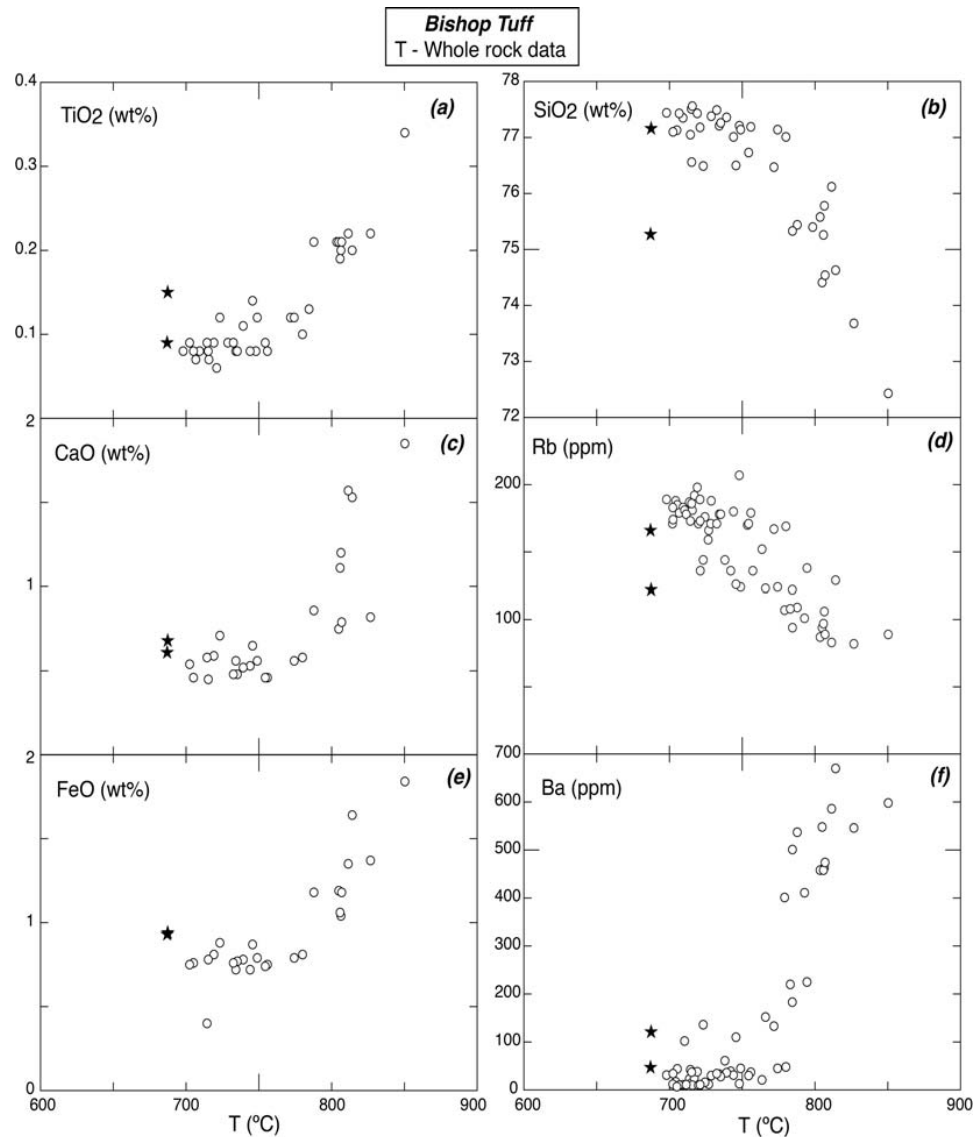 Bishop Tuff
T - Whole rock data
0.4
TiO2 (wt%)
(a)
0.3
0.2
0.1
2
78
SiO2 (wt%)
(b)
77
76
75
74
73
72
CaO (wt%)
(c)
1
2
Rb (ppm)
(d)
200
100
700
FeO (wt%)
(e)
1
0
600
700
800
900
T (ºC)
Ba (ppm)
(f)
600
500
400
300
200
100
0
600
700
800
900
T (ºC)